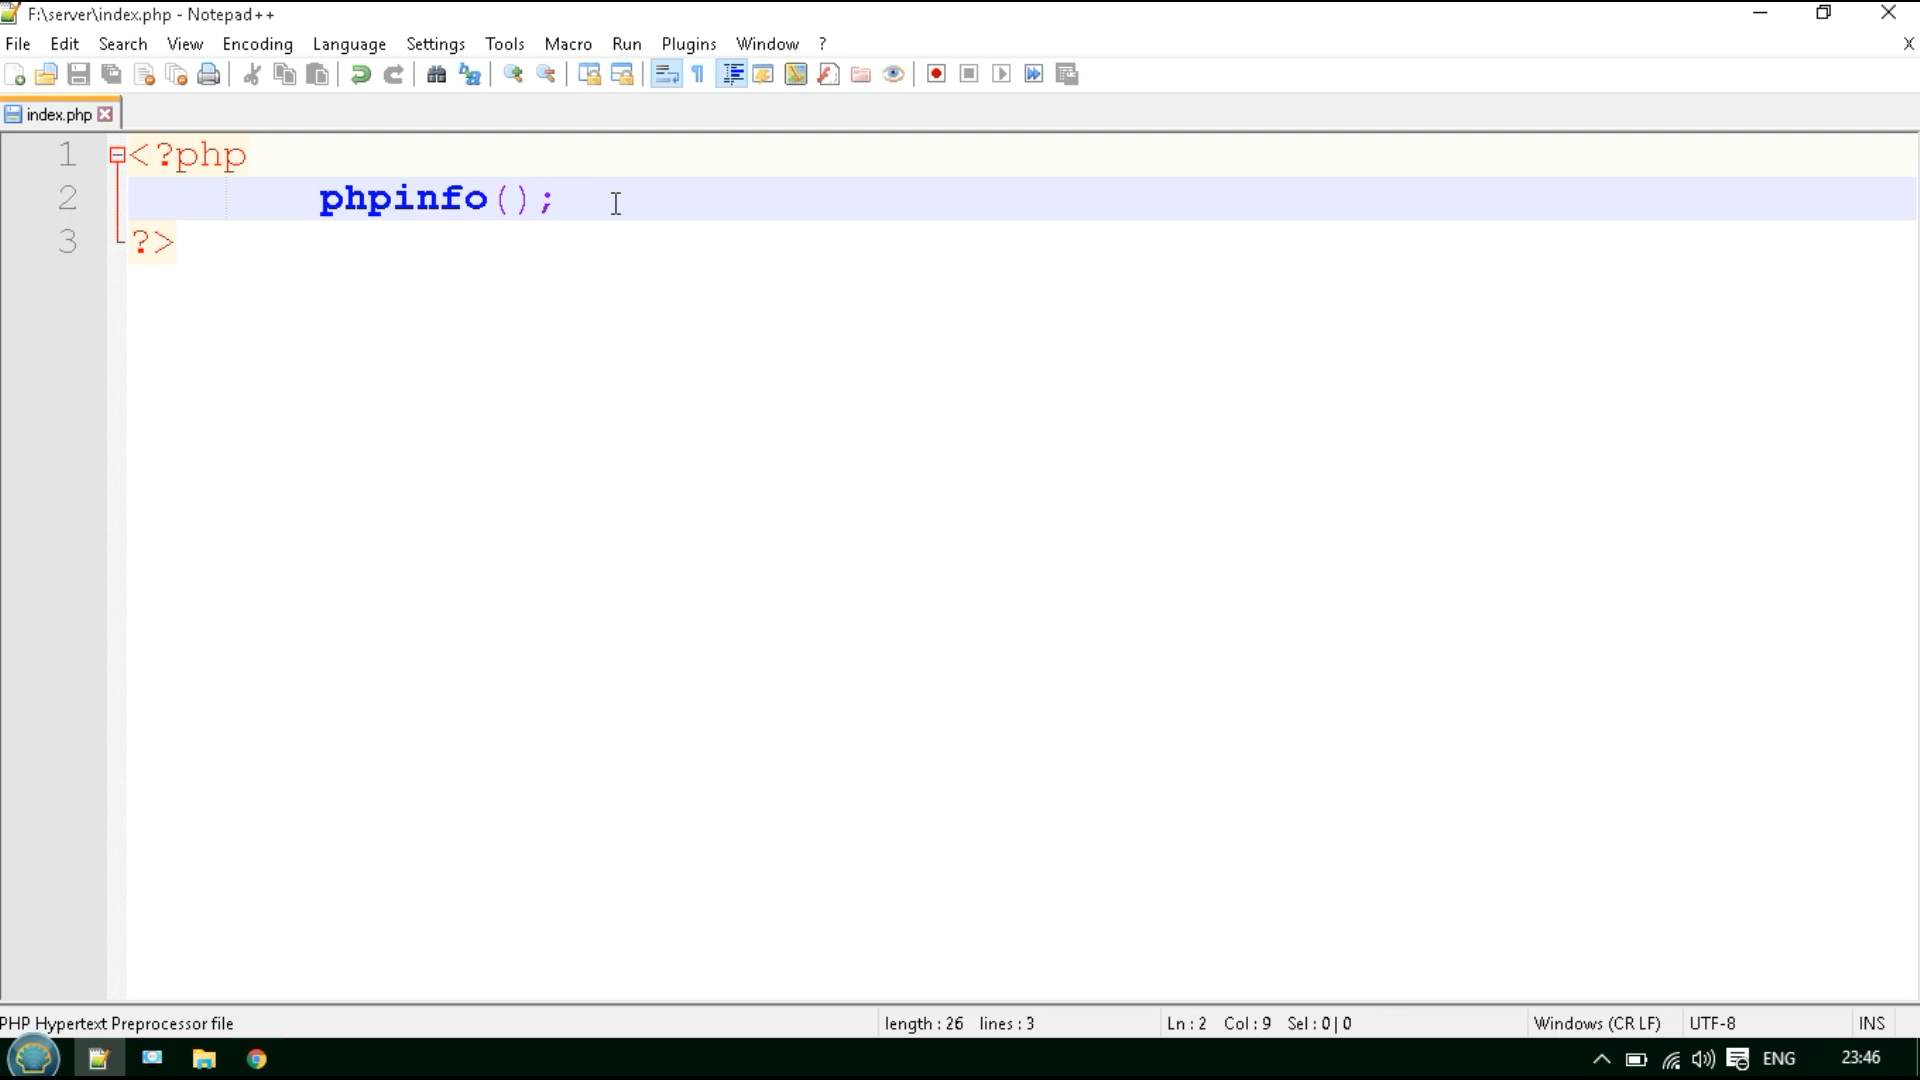 F:\server\index.php - Notepad++
File Edit Search View Encoding Language Settings Tools Macro Run Plugins Window ? X
index.php
1 <?php
2 phpinfo();
3 ?>
PHP Hypertext Preprocessor file length : 26 lines : 3 Ln : 2 Col : 9 Sel : 0 | 0 Windows (CR LF) UTF-8 INS
ENG 23:46